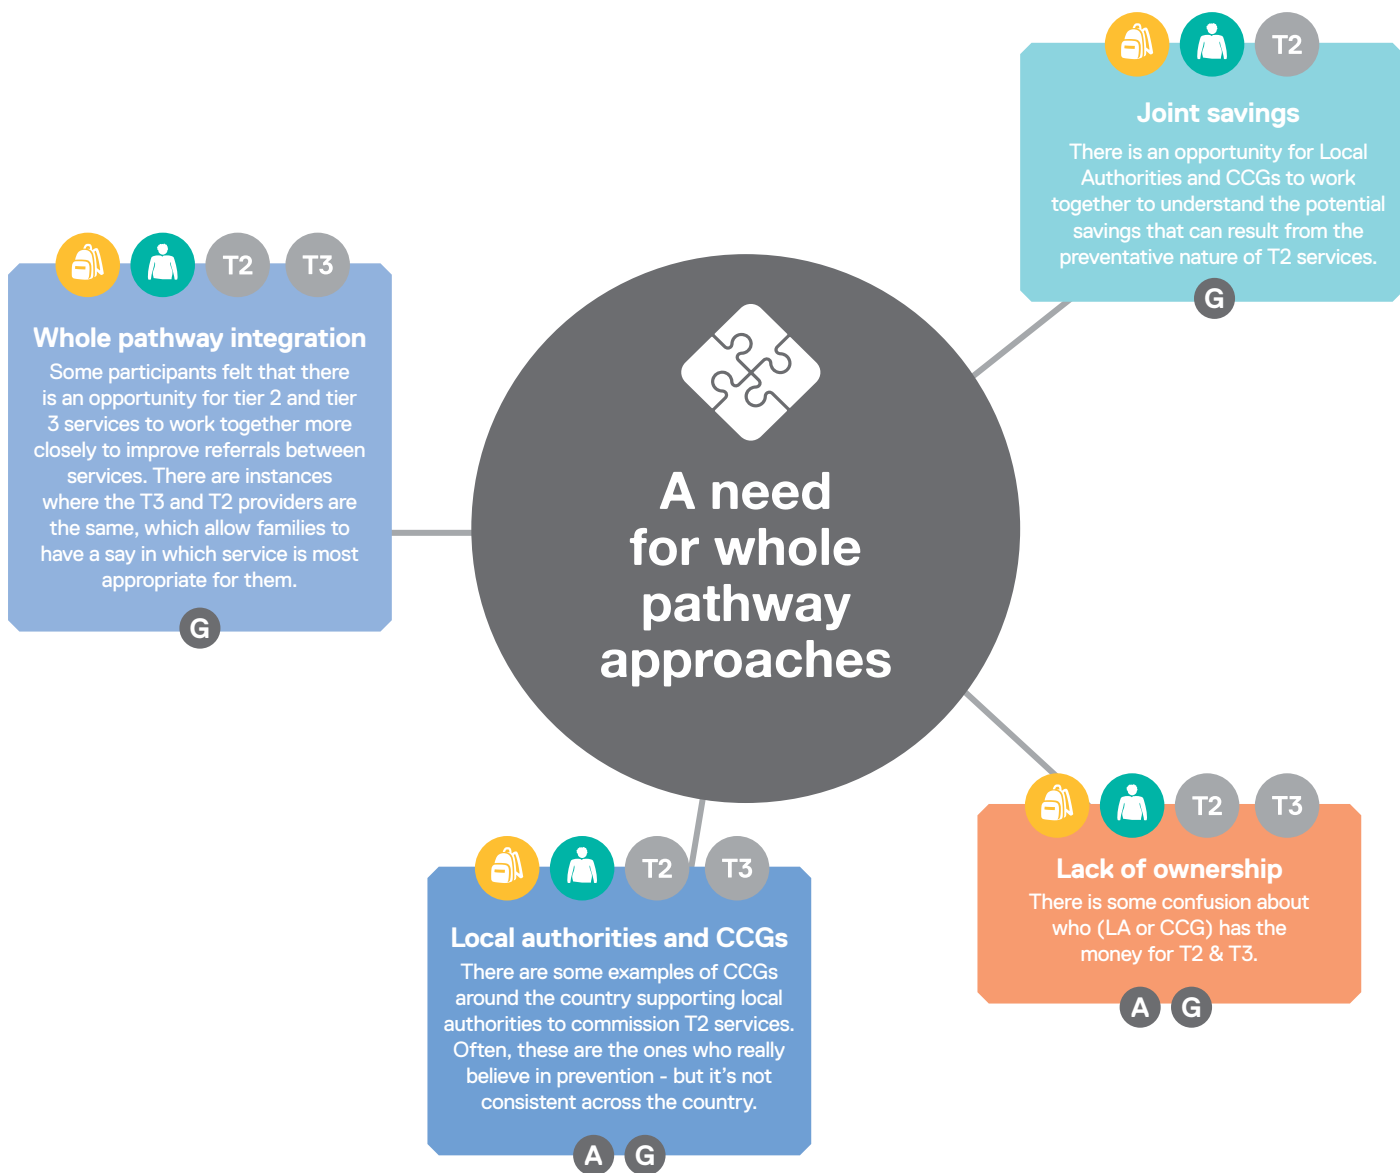 T2
Joint savings
There is an opportunity for Local
Authorities and CCGs to work
together to understand the potential
savings that can result from the
preventative nature of T2 services.
G
T2 T3
Whole pathway integration
Some participants felt that there
is an opportunity for tier 2 and tier
3 services to work together more
closely to improve referrals between
services. There are instances
where the T3 and T2 providers are
the same, which allow families to
have a say in which service is most
appropriate for them.
G
A need
for whole
pathway
approaches
T2 T3
Lack of ownership
There is some confusion about
who (LA or CCG) has the
money for T2 & T3.
A G
T2 T3
Local authorities and CCGs
There are some examples of CCGs
around the country supporting local
authorities to commission T2 services.
Often, these are the ones who really
believe in prevention - but it's not
consistent across the country.
A G